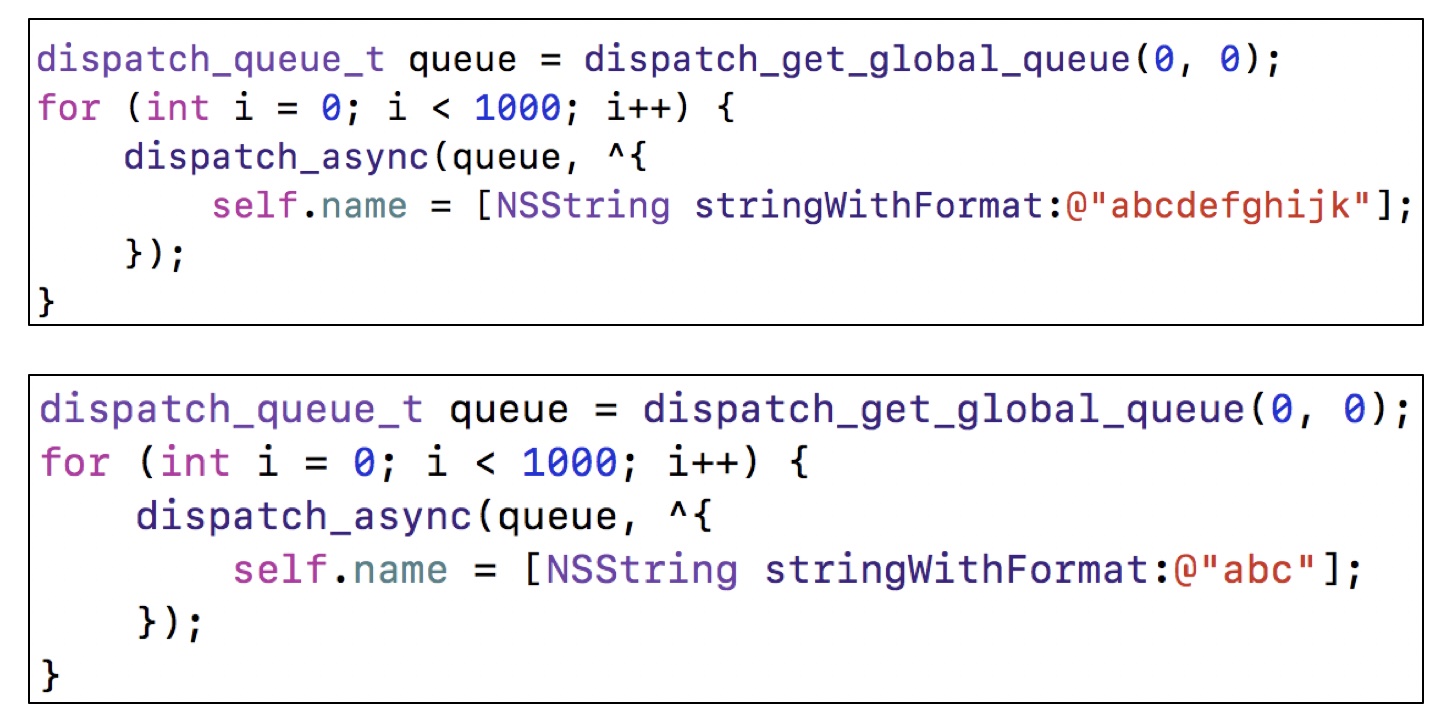 dispatch_queue_t queue = dispatch_get_global_queue(0, 0);
for (int i = 0; i < 1000; i++) {
    dispatch_async(queue, ^{
        self.name = [NSString stringWithFormat:@"abcdefghijk"];
    });
}
dispatch_queue_t queue = dispatch_get_global_queue(0, 0);
for (int i = 0; i < 1000; i++) {
    dispatch_async(queue, ^{
        self.name = [NSString stringWithFormat:@"abc"];
    });
}